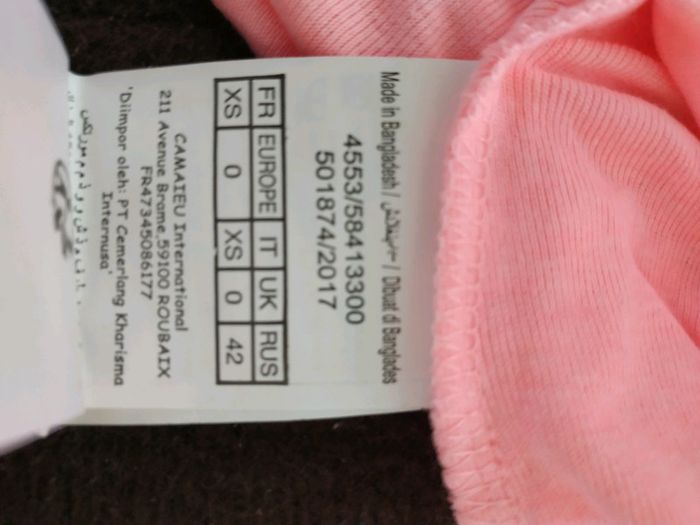 Made in Bangladesh / / Dibuat di Banglades
4553/58413300
501874/2017
FR EUROPE IT UK RUS
XS 0 XS 0 42
CAMAIEU International
211 Avenue Brame,59100 ROUBAIX
FR47345086177
'Diimpor oleh: PT Cemerlang Kharisma
Internusa'